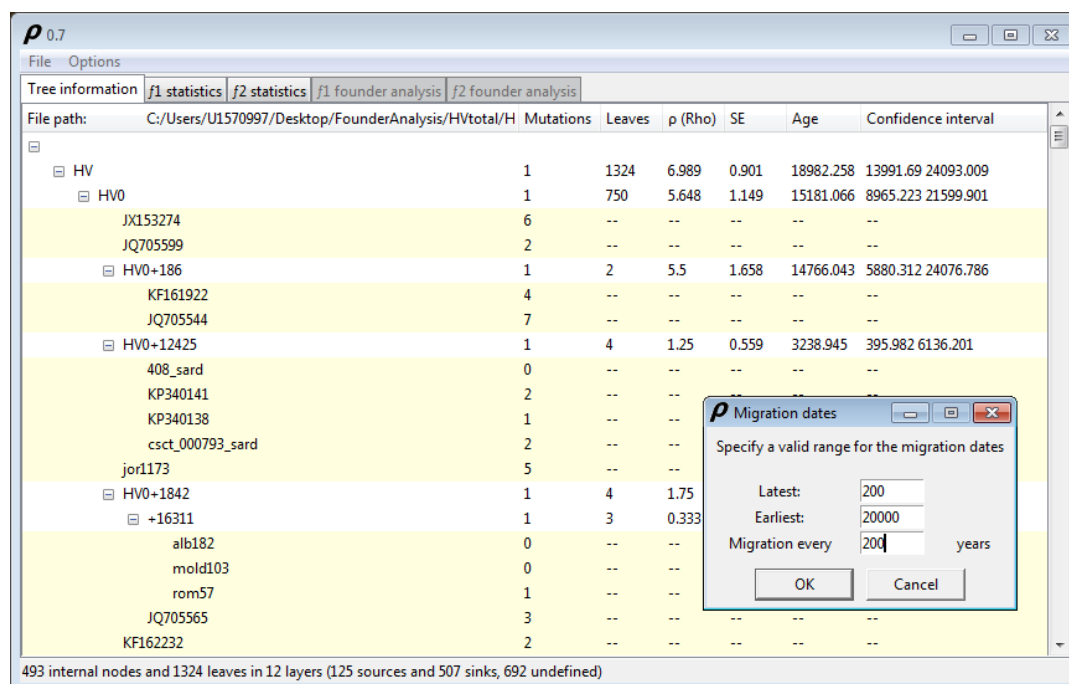 ρ 0.7
File Options
Tree information ƒ1 statistics ƒ2 statistics ƒ1 founder analysis ƒ2 founder analysis
File path: C:/Users/U1570997/Desktop/FounderAnalysis/HVtotal/H Mutations Leaves ρ (Rho) SE Age Confidence interval
HV 1 1324 6.989 0.901 18982.258 13991.69 24093.009
HV0 1 750 5.648 1.149 15181.066 8965.223 21599.901
JX153274 6 -- -- -- -- --
JQ705599 2 -- -- -- -- --
HV0+186 1 2 5.5 1.658 14766.043 5880.312 24076.786
KF161922 4 -- -- -- -- --
JQ705544 7 -- -- -- -- --
HV0+12425 1 4 1.25 0.559 3238.945 395.982 6136.201
408_sard 0 -- -- -- -- --
KP340141 2 -- -- -- -- --
KP340138 1 -- --
csct_000793_sard 2 -- --
jor1173 5 -- --
HV0+1842 1 4 1.75
+16311 1 3 0.333
alb182 0 -- --
mold103 0 -- --
rom57 1 -- --
JQ705565 3 -- --
KF162232 2 -- -- -- -- --
ρ Migration dates
Specify a valid range for the migration dates
Latest: 200
Earliest: 20000
Migration every 200 years
OK Cancel
493 internal nodes and 1324 leaves in 12 layers (125 sources and 507 sinks, 692 undefined)